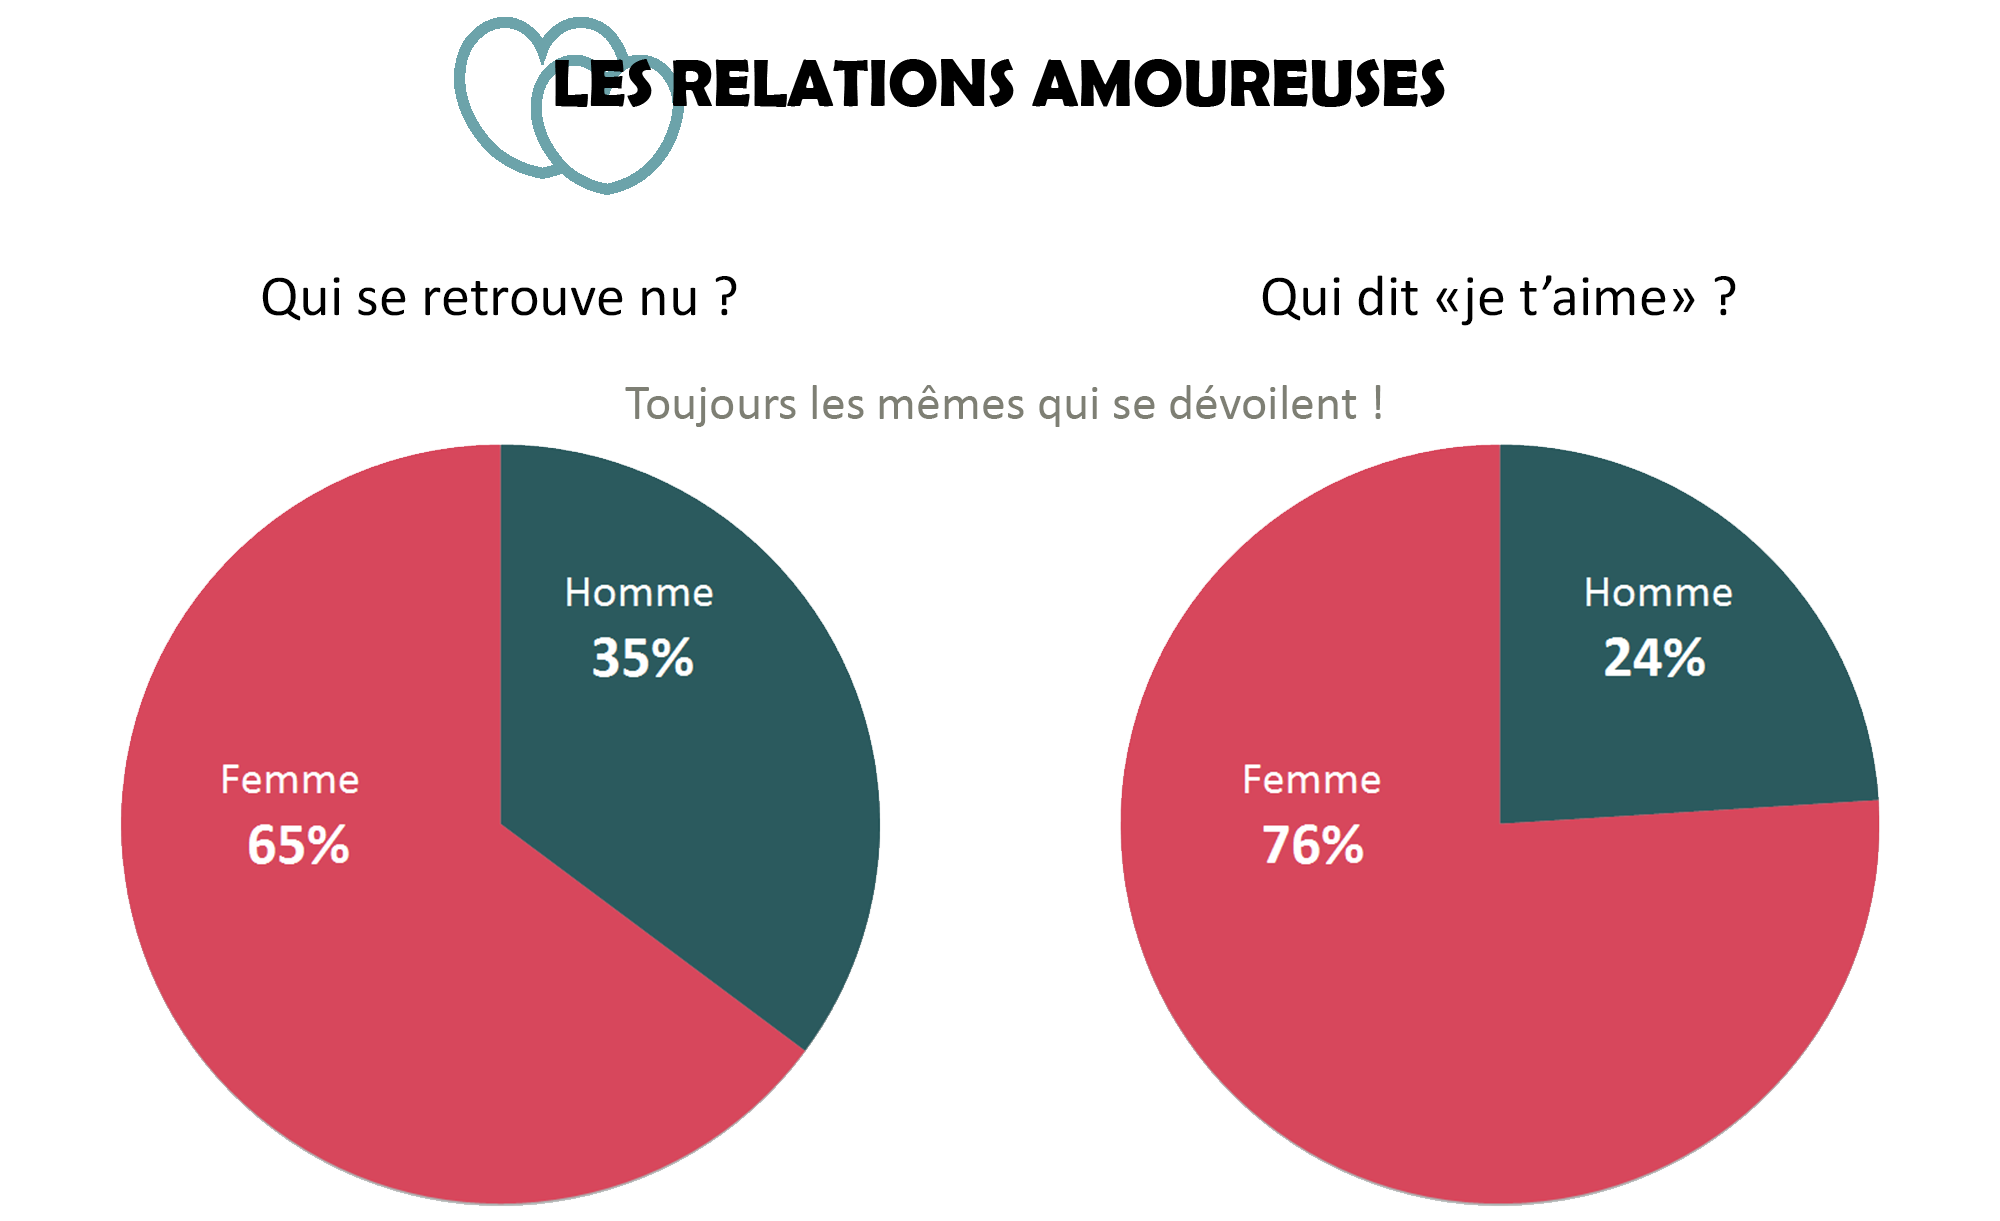 LES RELATIONS AMOUREUSES
Qui se retrouve nu ?
Qui dit «je t’aime» ?
Toujours les mêmes qui se dévoilent !
Homme
35%
Femme
65%
Homme
24%
Femme
76%